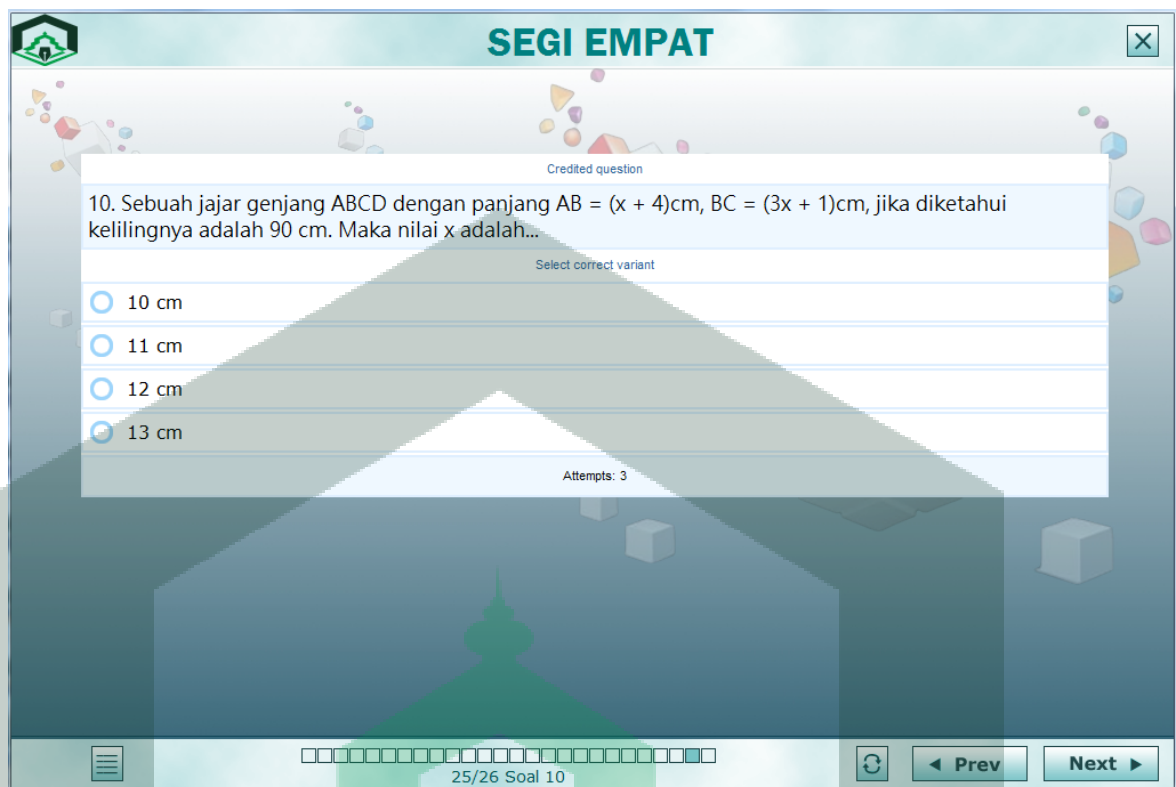 SEGI EMPAT
Credited question
10. Sebuah jajar genjang ABCD dengan panjang AB = (x + 4)cm, BC = (3x + 1)cm, jika diketahui
kelilingnya adalah 90 cm. Maka nilai x adalah...
Select correct variant
10 cm
11 cm
12 cm
13 cm
Attempts: 3
25/26 Soal 10
Prev
Next